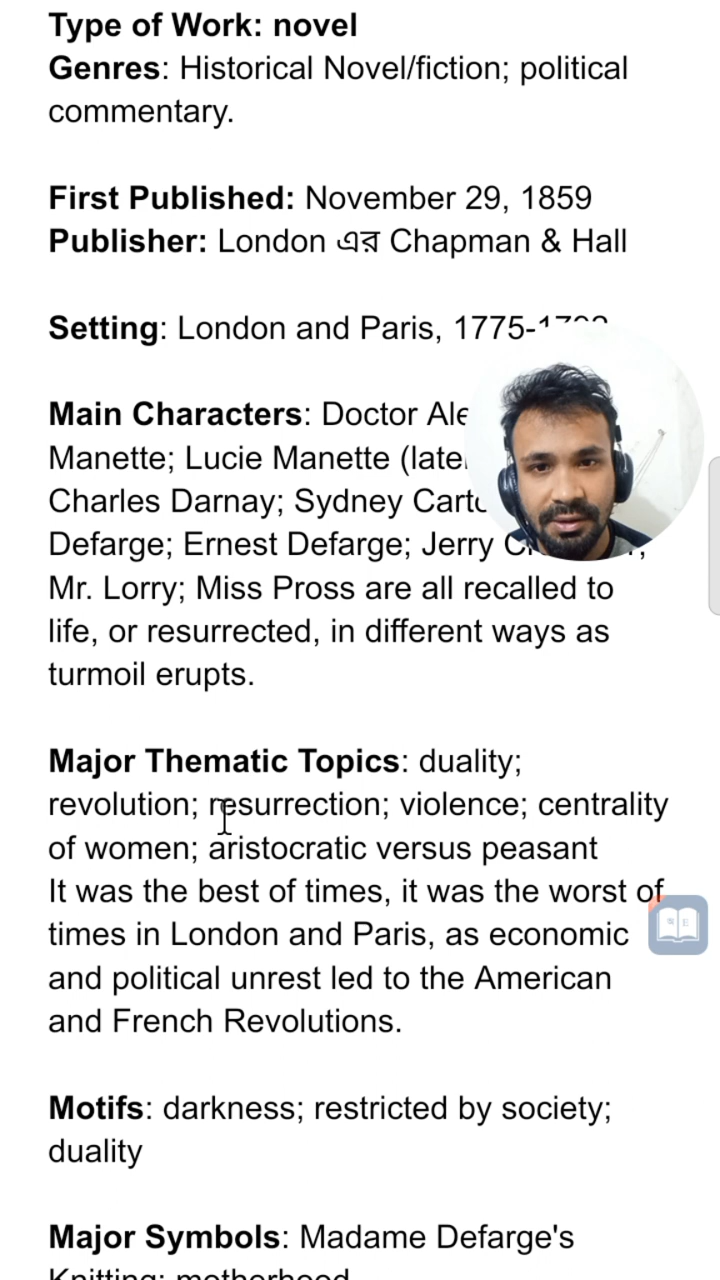 Type of Work: novel
Genres: Historical Novel/fiction; political
commentary.
First Published: November 29, 1859
Publisher: London এর Chapman & Hall
Setting: London and Paris, 1775-
Main Characters: Doctor
Manette; Lucie Manette
Charles Darnay; Sydney
Defarge; Ernest Defarge; Jerry
Mr. Lorry; Miss Pross are all recalled to
life, or resurrected, in different ways as
turmoil erupts.
Major Thematic Topics: duality;
revolution; resurrection; violence; centrality
of women; aristocratic versus peasant
It was the best of times, it was the worst of
times in London and Paris, as economic
and political unrest led to the American
and French Revolutions.
Motifs: darkness; restricted by society;
duality
Major Symbols: Madame Defarge's
Knitting; motherhood